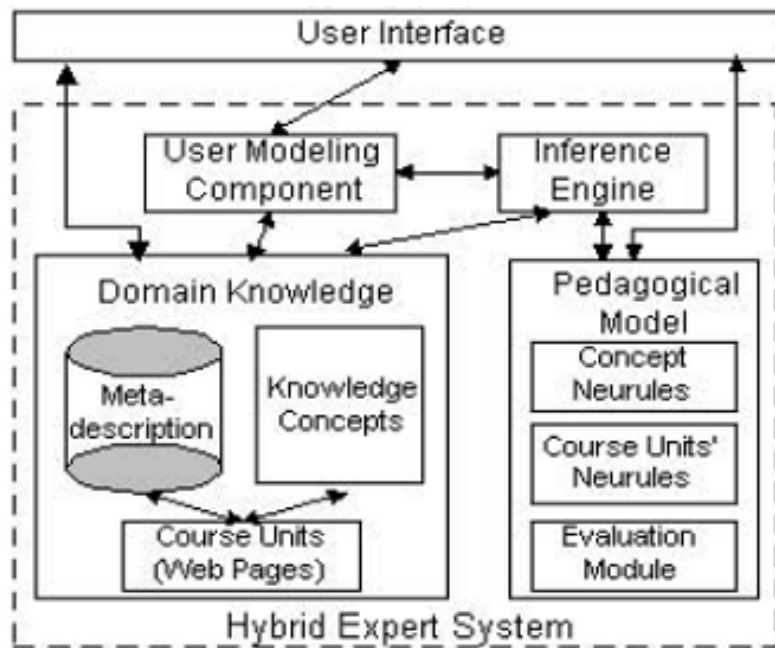 User Interface
User Modeling
Component
Inference
Engine
Domain Knowledge
Meta-
description
Knowledge
Concepts
Course Units
(Web Pages)
Pedagogical
Model
Concept
Neurules
Course Units'
Neurules
Evaluation
Module
Hybrid Expert System